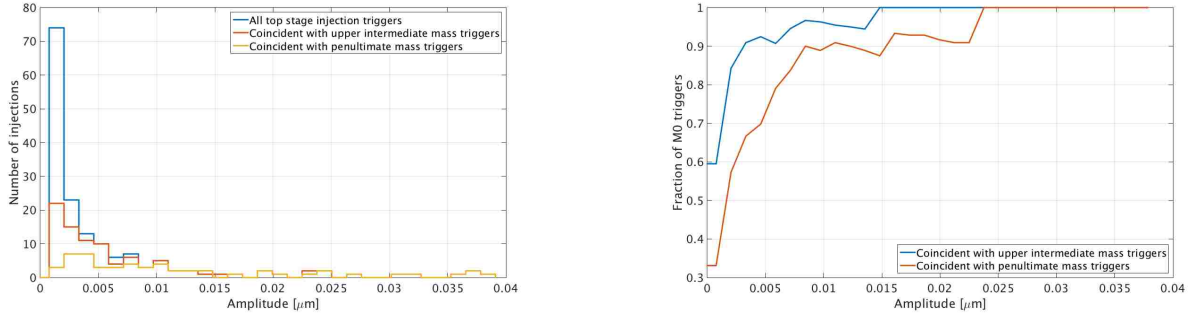 80
70
60
50
40
30
20
10
0
Number of injections
All top stage injection triggers
Coincident with upper intermediate mass triggers
Coincident with penultimate mass triggers
0 0.005 0.01 0.015 0.02 0.025 0.03 0.035 0.04
Amplitude [μm]
1
0.9
0.8
0.7
0.6
0.5
0.4
0.3
Fraction of M0 triggers
Coincident with upper intermediate mass triggers
Coincident with penultimate mass triggers
0 0.005 0.01 0.015 0.02 0.025 0.03 0.035 0.04
Amplitude [μm]